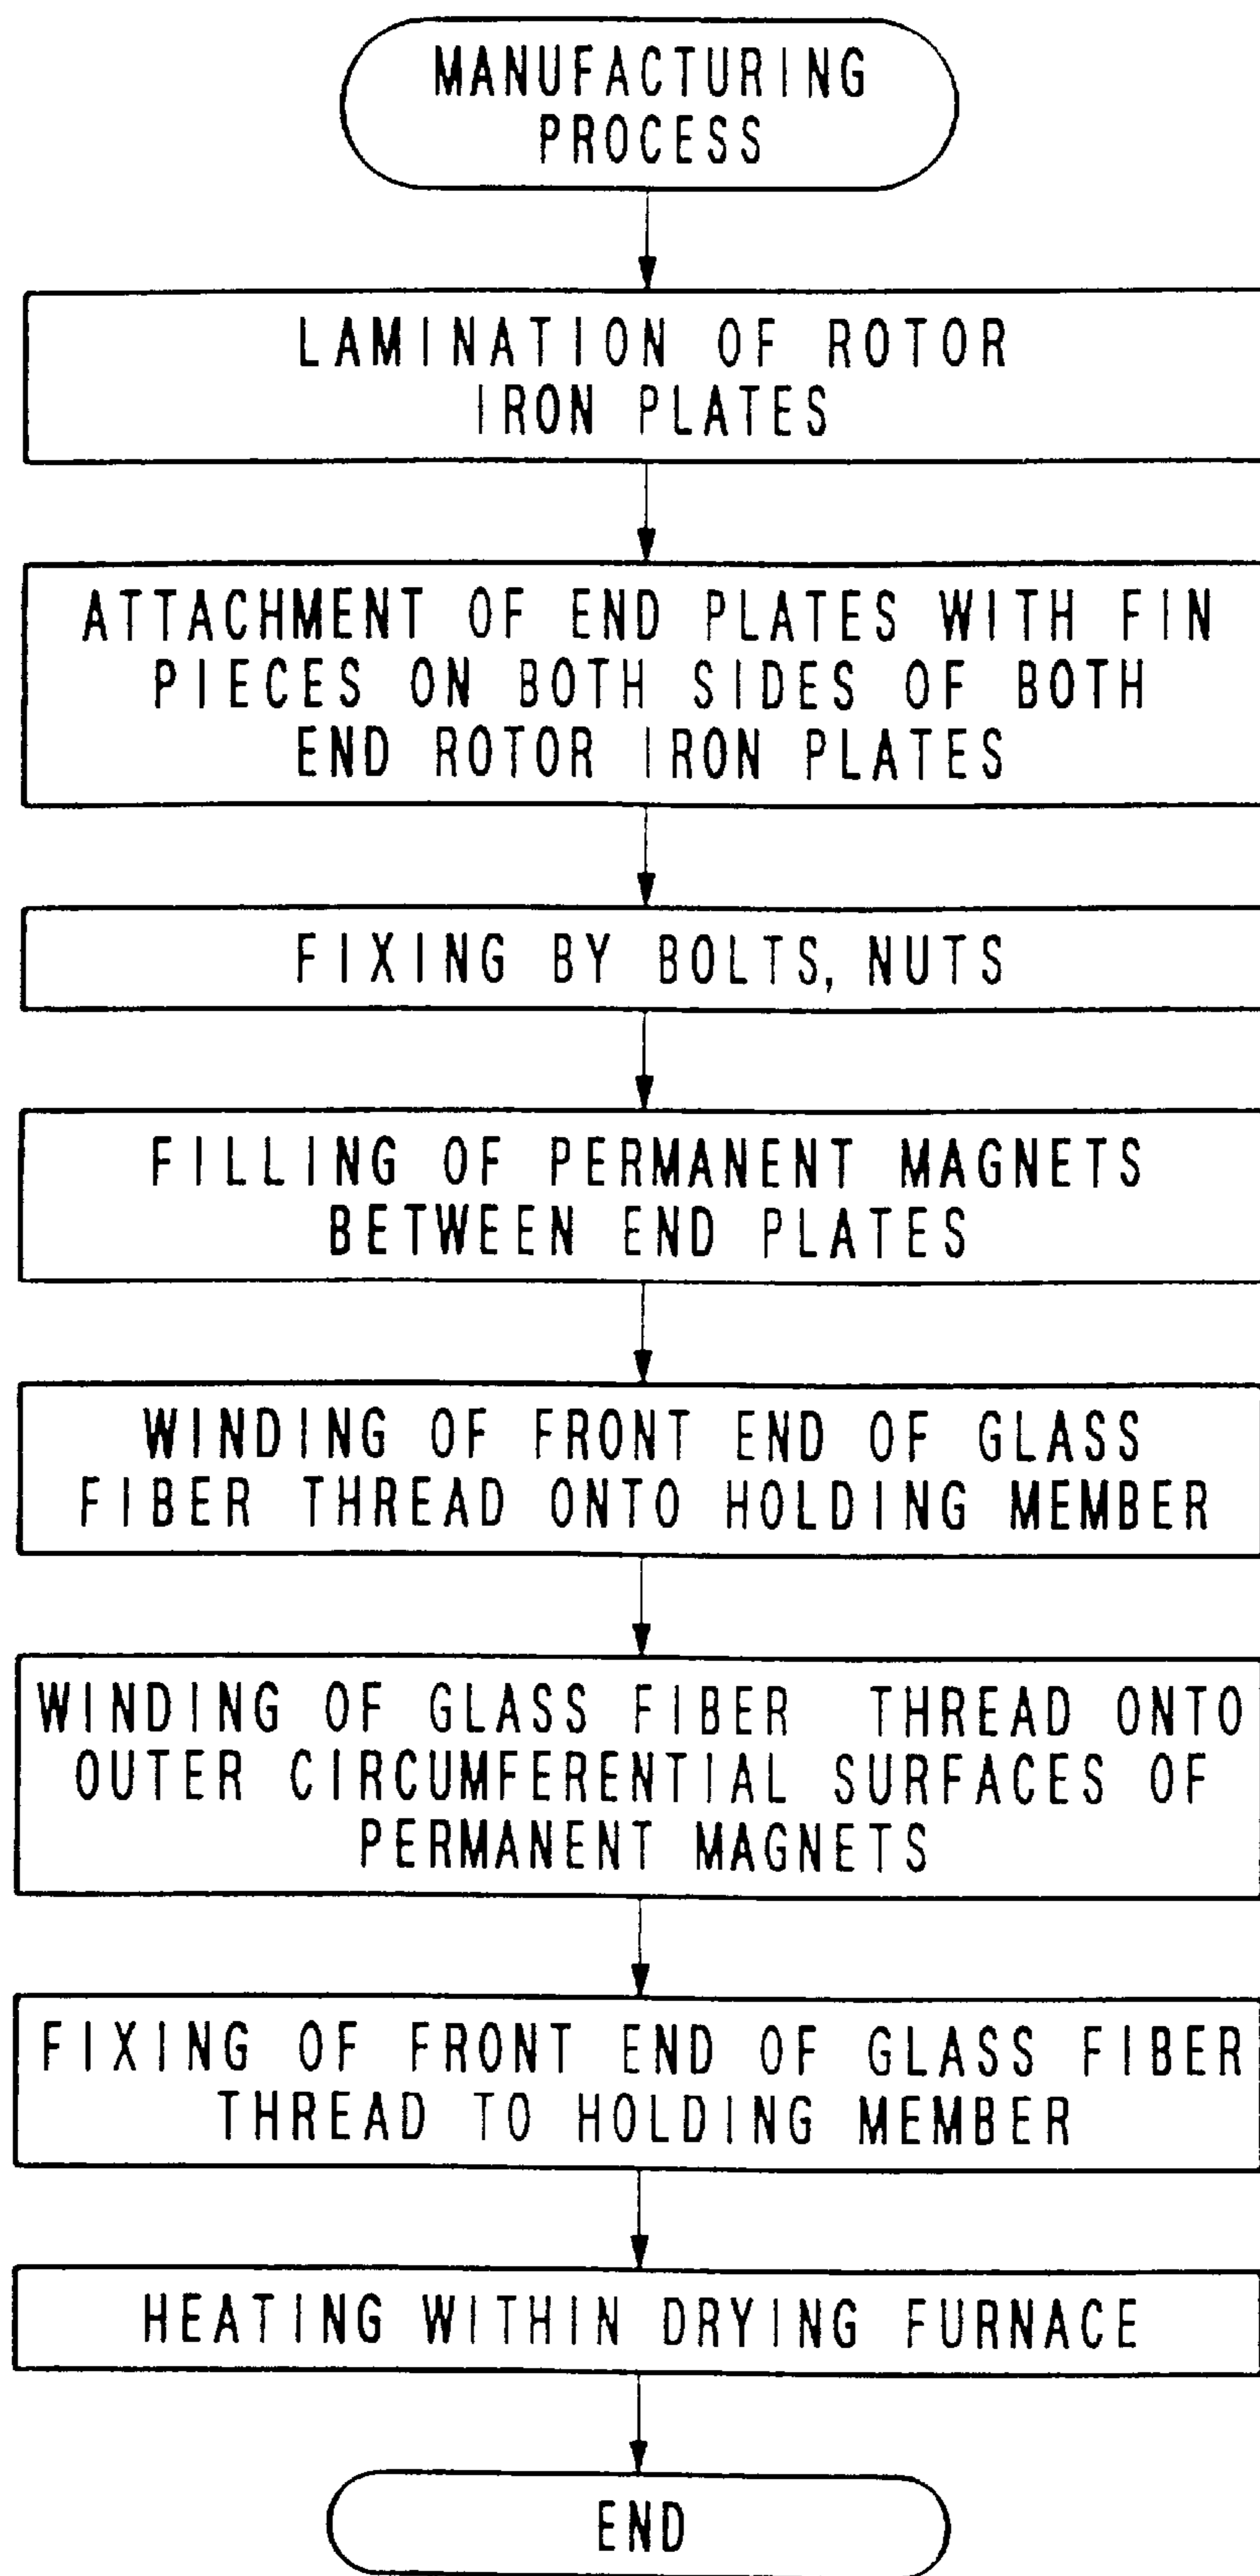 MANUFACTURING
PROCESS
LAMINATION OF ROTOR
IRON PLATES
ATTACHMENT OF END PLATES WITH FIN
PIECES ON BOTH SIDES OF BOTH
END ROTOR IRON PLATES
FIXING BY BOLTS, NUTS
FILLING OF PERMANENT MAGNETS
BETWEEN END PLATES
WINDING OF FRONT END OF GLASS
FIBER THREAD ONTO HOLDING MEMBER
WINDING OF GLASS FIBER THREAD ONTO
OUTER CIRCUMFERENTIAL SURFACES OF
PERMANENT MAGNETS
FIXING OF FRONT END OF GLASS FIBER
THREAD TO HOLDING MEMBER
HEATING WITHIN DRYING FURNACE
END